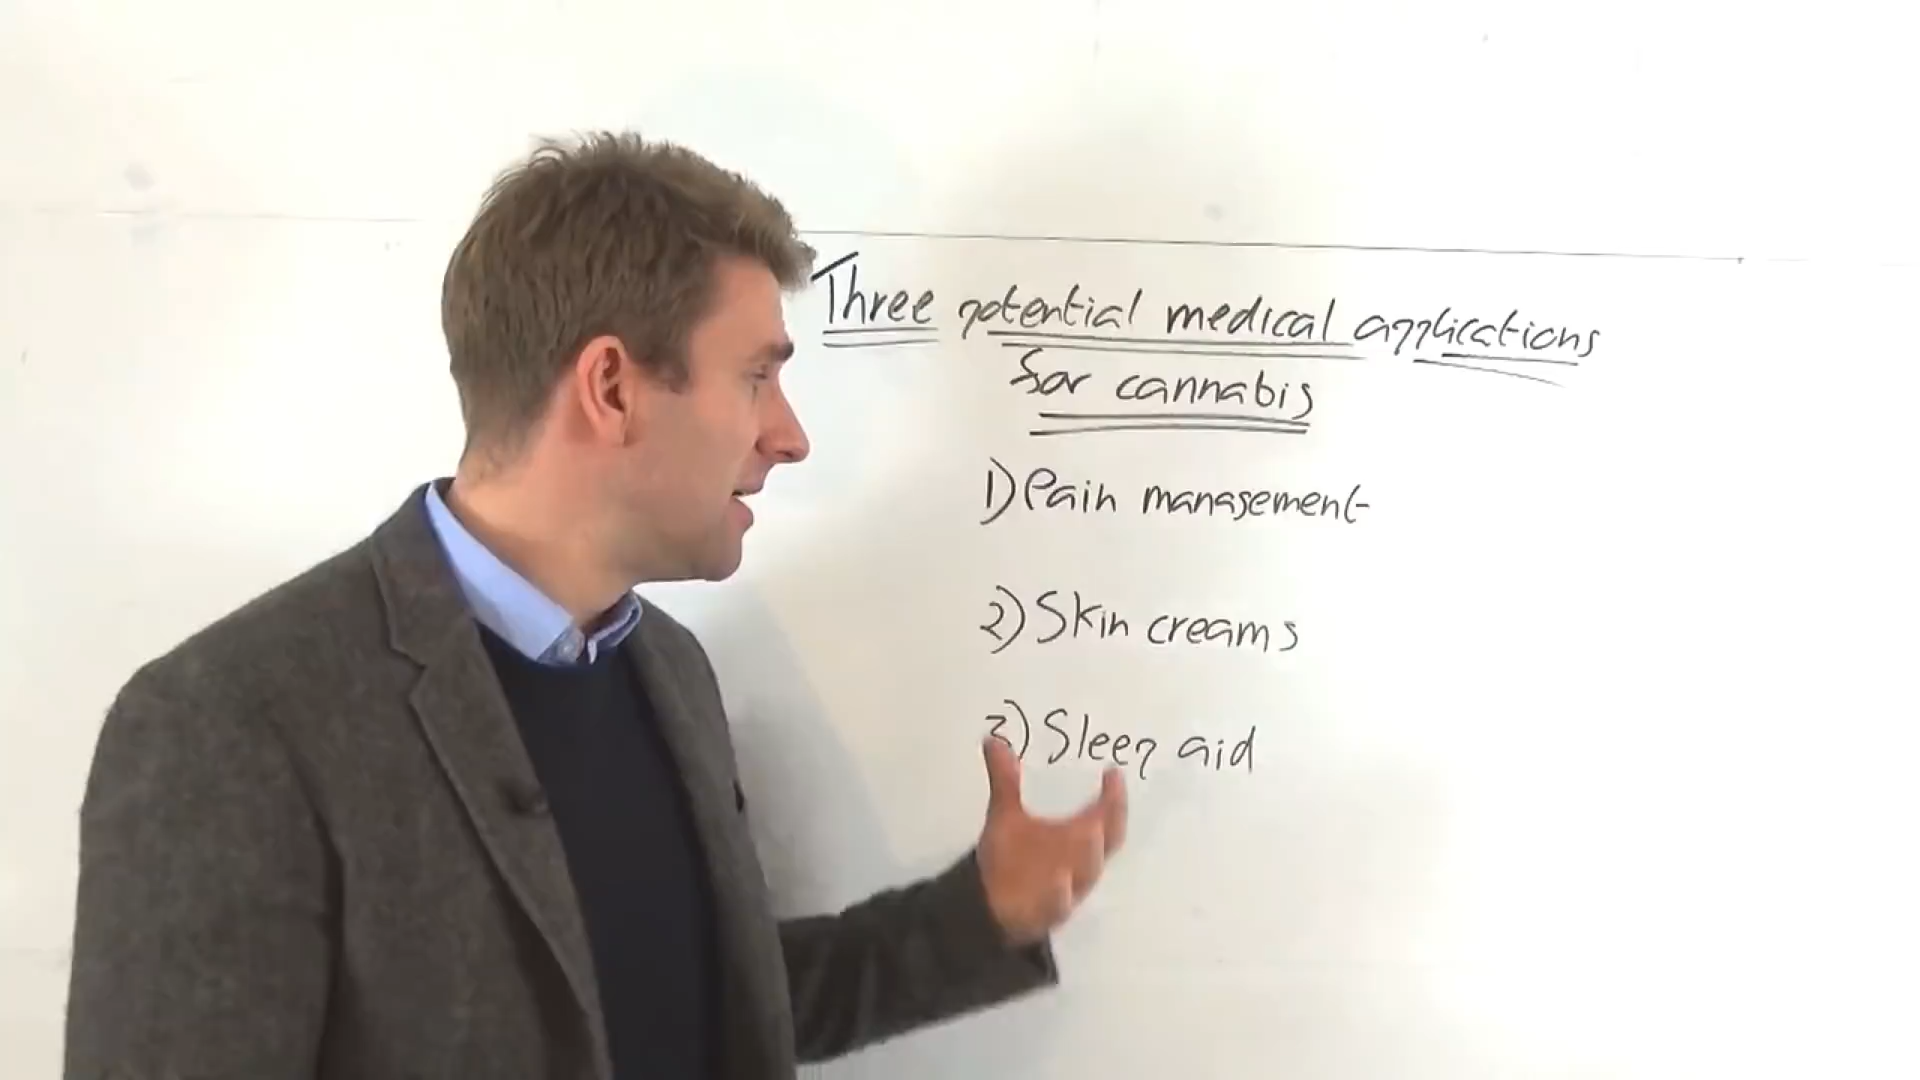 Three potential medical applications
for cannabis
1) Pain management
2) Skin creams
3) Sleep aid